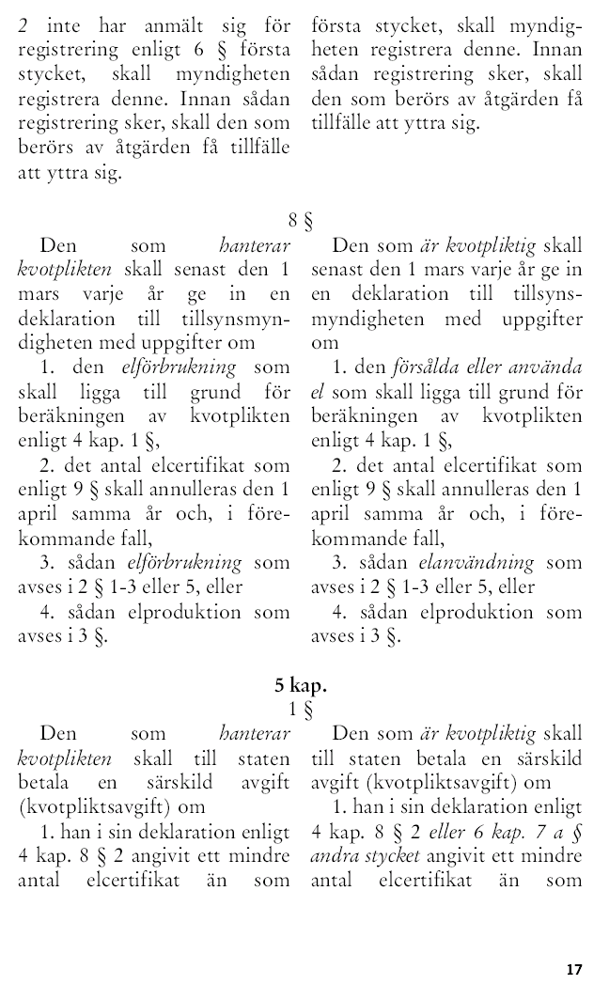 2 inte har anmält sig för
registrering enligt 6 § första
stycket, skall myndigheten
registrera denne. Innan sådan
registrering sker, skall den som
berörs av åtgärden få tillfälle
att yttra sig.
första stycket, skall myndig-
heten registrera denne. Innan
sådan registrering sker, skall
den som berörs av åtgärden få
tillfälle att yttra sig.
8 §
Den som hanterar
kvotplikten skall senast den 1
mars varje år ge in en
deklaration till tillsynsmyn-
digheten med uppgifter om
1. den elförbrukning som
skall ligga till grund för
beräkningen av kvotplikten
enligt 4 kap. 1 §,
2. det antal elcertifikat som
enligt 9 § skall annulleras den 1
april samma år och, i före-
kommande fall,
3. sådan elförbrukning som
avses i 2 § 1-3 eller 5, eller
4. sådan elproduktion som
avses i 3 §.
Den som är kvotpliktig skall
senast den 1 mars varje år ge in
en deklaration till tillsyns-
myndigheten med uppgifter
om
1. den försålda eller använda
el som skall ligga till grund för
beräkningen av kvotplikten
enligt 4 kap. 1 §,
2. det antal elcertifikat som
enligt 9 § skall annulleras den 1
april samma år och, i före-
kommande fall,
3. sådan elanvändning som
avses i 2 § 1-3 eller 5, eller
4. sådan elproduktion som
avses i 3 §.
5 kap.
1 §
Den som hanterar
kvotplikten skall till staten
betala en särskild avgift
(kvotpliktsavgift) om
1. han i sin deklaration enligt
4 kap. 8 § 2 angivit ett mindre
antal elcertifikat än som
Den som är kvotpliktig skall
till staten betala en särskild
avgift (kvotpliktsavgift) om
1. han i sin deklaration enligt
4 kap. 8 § 2 eller 6 kap. 7 a §
andra stycket angivit ett mindre
antal elcertifikat än som
17